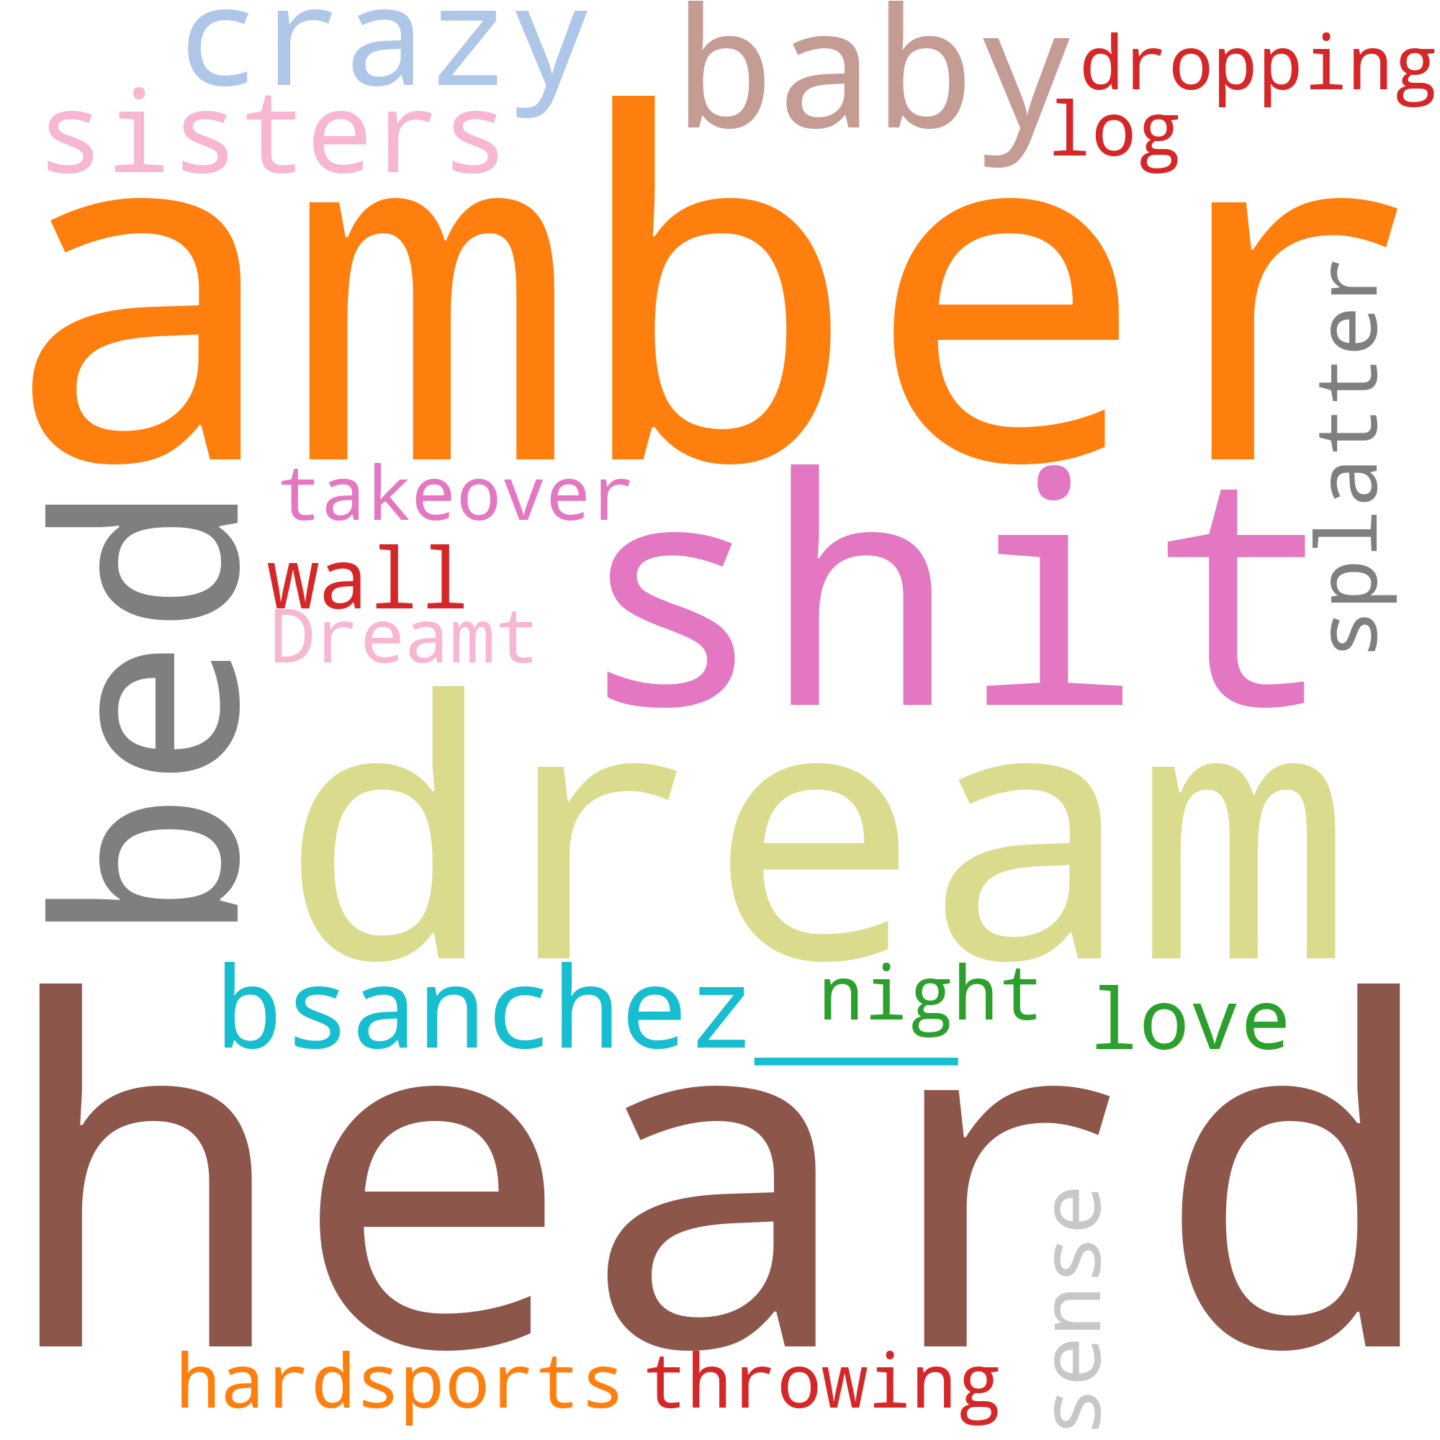 crazy
baby
dropping
sisters
log
amber
splatter
takeover
shit
bed
wall
Dreamt
dream
bsanchez__
night
love
heard
sense
hardsports
throwing